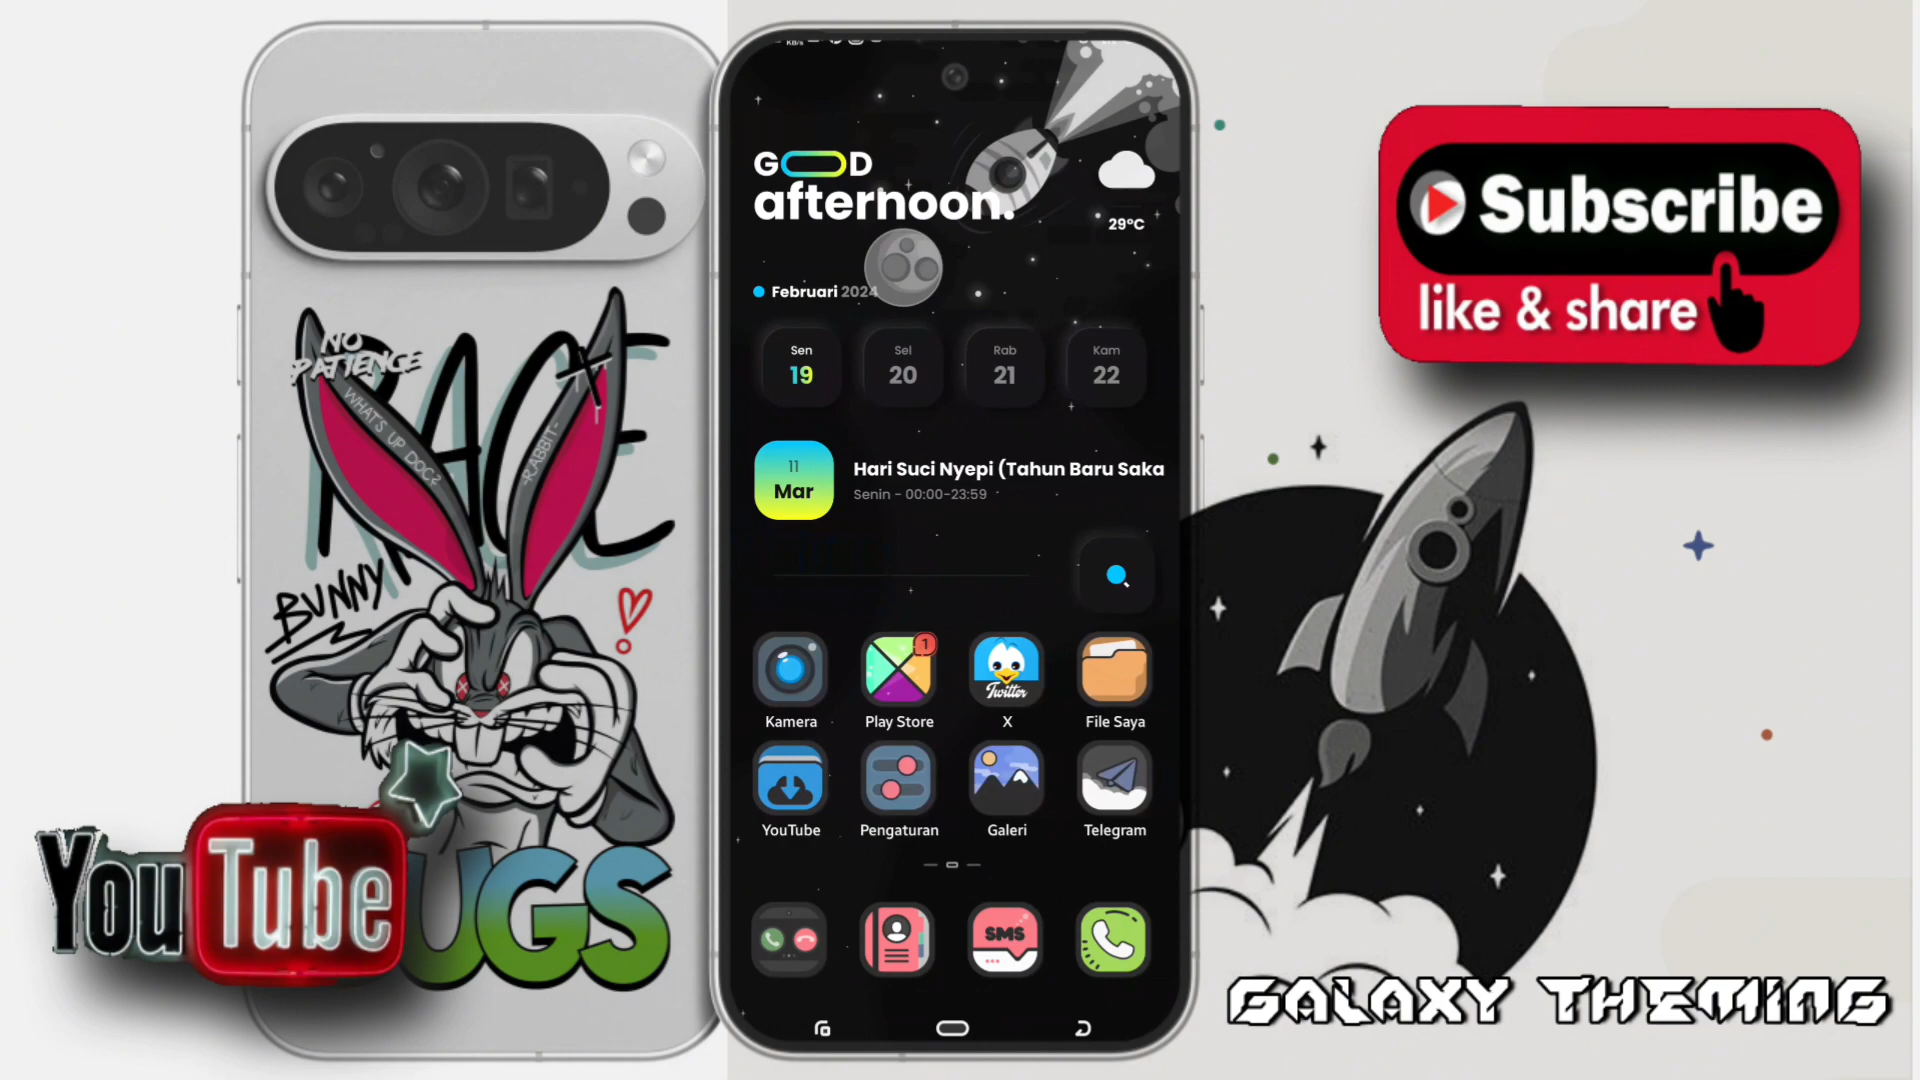 NO
PATIENCE
RAGE
WHAT'S UP DOC?
-RABBIT-
BUNNY
YouTube
UGS
KB/s
GOOD
afternoon.
29°C
Februari 2024
Sen
19
Sel
20
Rab
21
Kam
22
11
Mar
Hari Suci Nyepi (Tahun Baru Saka
Senin - 00:00-23:59
1
Twitter
Kamera
Play Store
X
File Saya
YouTube
Pengaturan
Galeri
Telegram
SMS
Subscribe
like & share
GALAXY THEMING